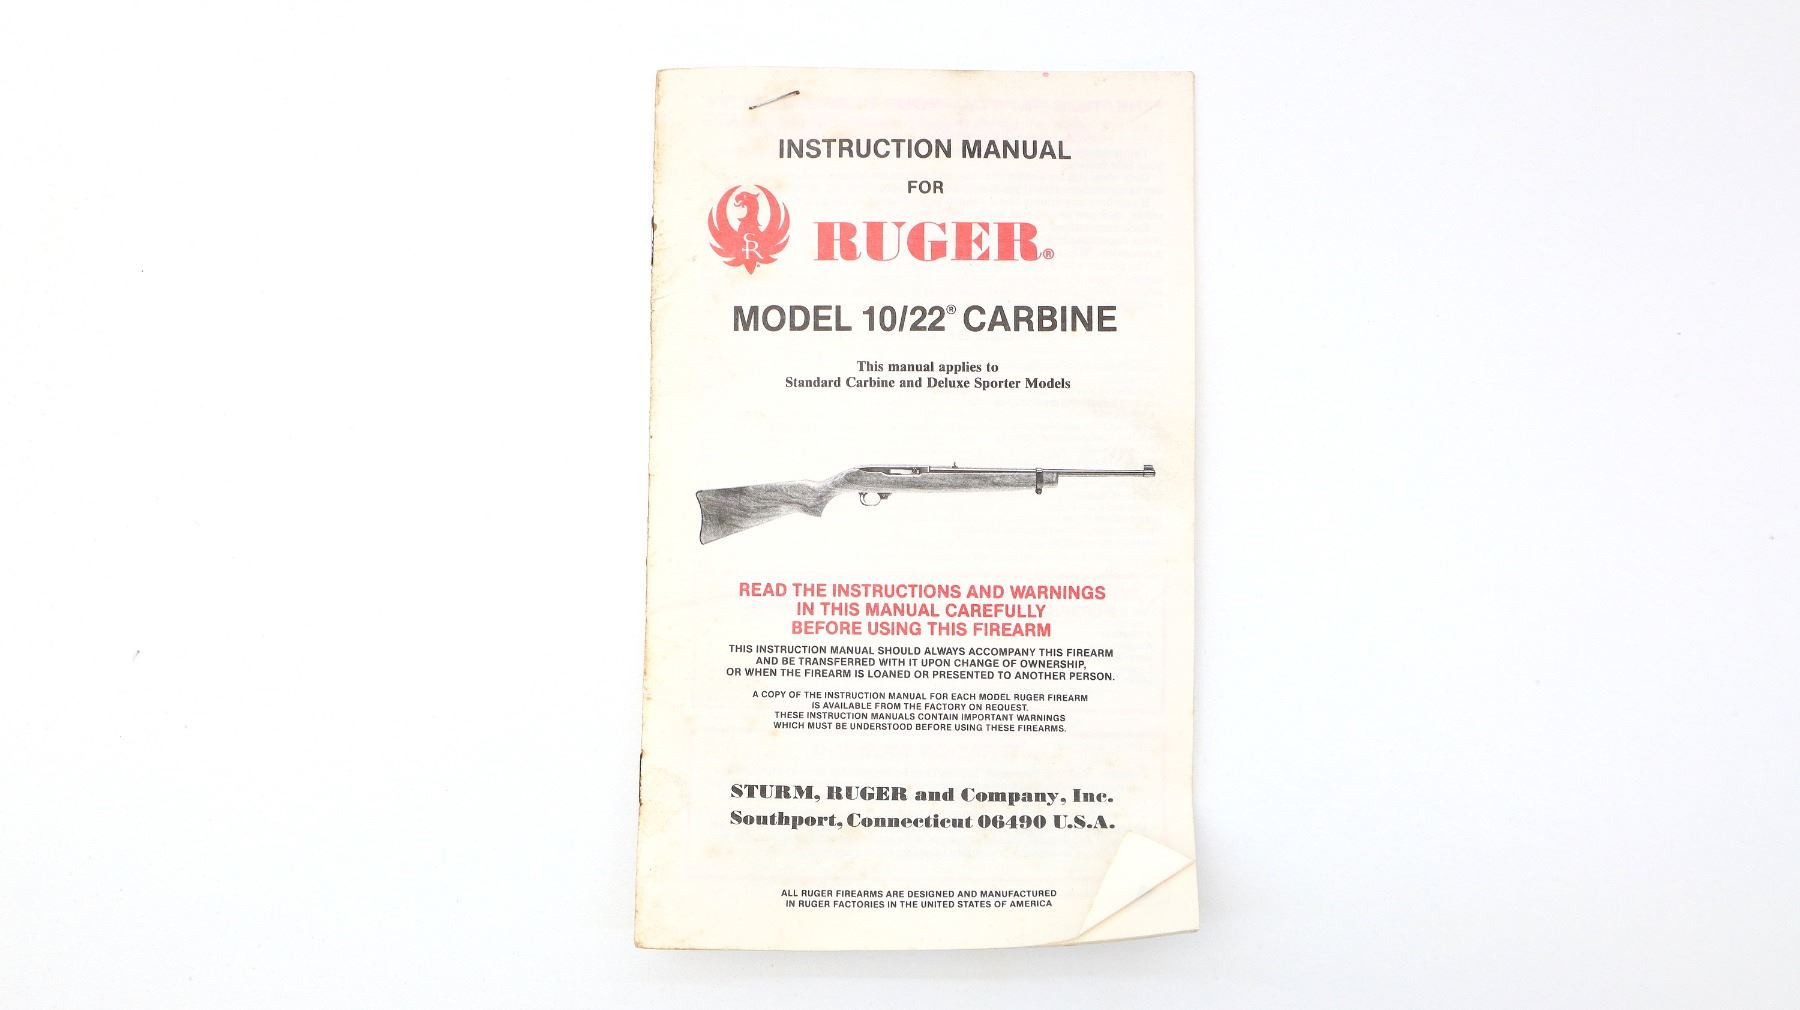 INSTRUCTION MANUAL
FOR
SR
RUGER®
MODEL 10/22® CARBINE
This manual applies to
Standard Carbine and Deluxe Sporter Models
READ THE INSTRUCTIONS AND WARNINGS
IN THIS MANUAL CAREFULLY
BEFORE USING THIS FIREARM
THIS INSTRUCTION MANUAL SHOULD ALWAYS ACCOMPANY THIS FIREARM
AND BE TRANSFERRED WITH IT UPON CHANGE OF OWNERSHIP,
OR WHEN THE FIREARM IS LOANED OR PRESENTED TO ANOTHER PERSON.
A COPY OF THE INSTRUCTION MANUAL FOR EACH MODEL RUGER FIREARM
IS AVAILABLE FROM THE FACTORY ON REQUEST.
THESE INSTRUCTION MANUALS CONTAIN IMPORTANT WARNINGS
WHICH MUST BE UNDERSTOOD BEFORE USING THESE FIREARMS.
STURM, RUGER and Company, Inc.
Southport, Connecticut 06490 U.S.A.
ALL RUGER FIREARMS ARE DESIGNED AND MANUFACTURED
IN RUGER FACTORIES IN THE UNITED STATES OF AMERICA